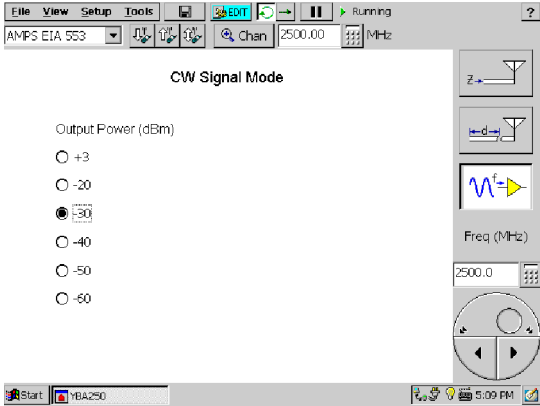 File View Setup Tools EDIT Running ?
AMPS EIA 553 Chan 2500.00 MHz
CW Signal Mode
Z
Output Power (dBm)
+3
d
-20
f
-30
Freq (MHz)
-40
-50
2500.0
-60
Start YBA250 5:09 PM